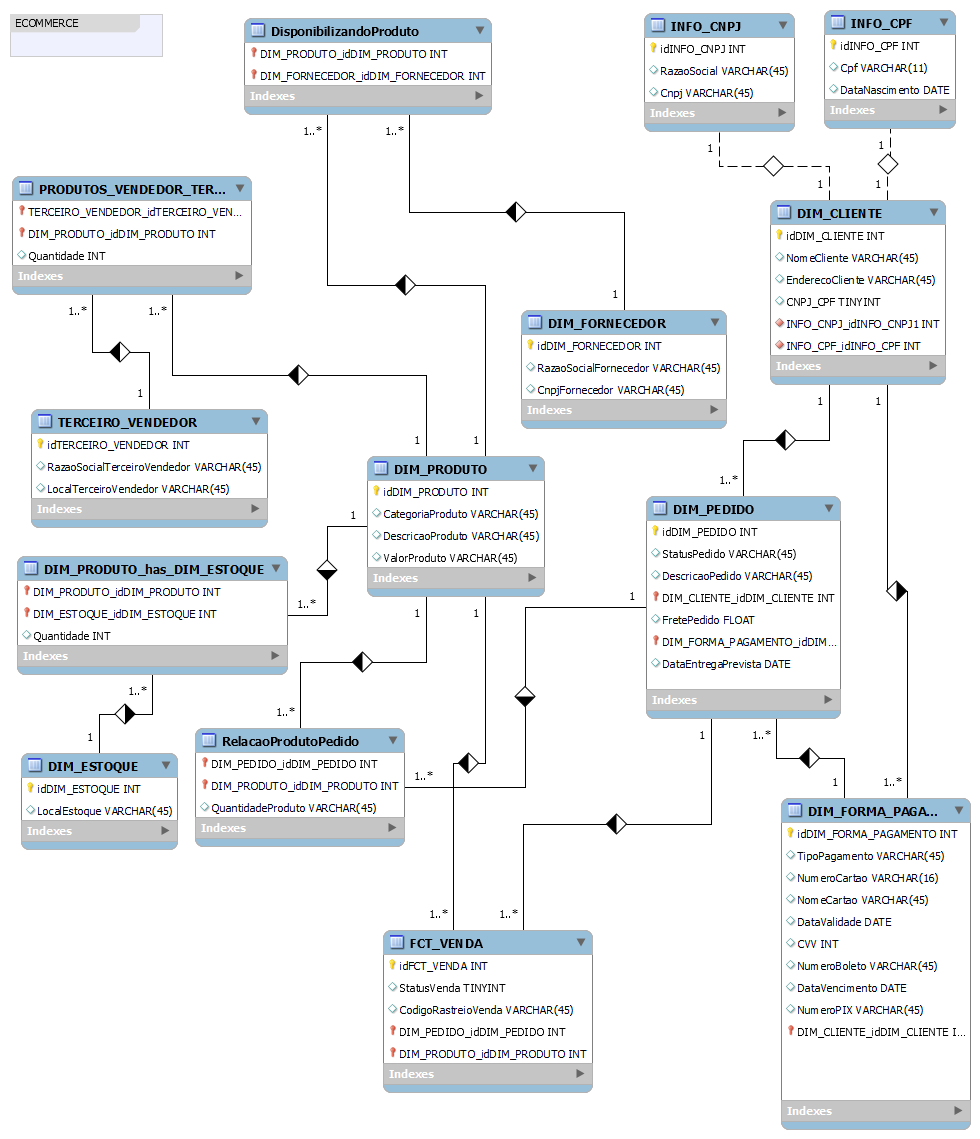 ECOMMERCE
DisponibilizandoProduto
DIM_PRODUTO_idDIM_PRODUTO INT
DIM_FORNECEDOR_idDIM_FORNECEDOR INT
Indexes
INFO_CNPJ
idINFO_CNPJ INT
RazaoSocial VARCHAR(45)
Cnpj VARCHAR(45)
Indexes
INFO_CPF
idINFO_CPF INT
Cpf VARCHAR(11)
DataNascimento DATE
Indexes
1..*
1..*
1
1
1
1
PRODUTOS_VENDEDOR_TER...
TERCEIRO_VENDEDOR_idTERCEIRO_VEN...
DIM_PRODUTO_idDIM_PRODUTO INT
Quantidade INT
Indexes
1..*
1..*
1
1
1
1
DIM_CLIENTE
idDIM_CLIENTE INT
NomeCliente VARCHAR(45)
EnderecoCliente VARCHAR(45)
CNPJ_CPF TINYINT
INFO_CNPJ_idINFO_CNPJ1 INT
INFO_CPF_idINFO_CPF INT
Indexes
1
1
DIM_FORNECEDOR
idDIM_FORNECEDOR INT
RazaoSocialFornecedor VARCHAR(45)
CnpjFornecedor VARCHAR(45)
Indexes
TERCEIRO_VENDEDOR
idTERCEIRO_VENDEDOR INT
RazaoSocialTerceiroVendedor VARCHAR(45)
LocalTerceiroVendedor VARCHAR(45)
Indexes
DIM_PRODUTO
idDIM_PRODUTO INT
CategoriaProduto VARCHAR(45)
DescricaoProduto VARCHAR(45)
ValorProduto VARCHAR(45)
Indexes
1
1..*
1
1
1..*
DIM_PEDIDO
idDIM_PEDIDO INT
StatusPedido VARCHAR(45)
DescricaoPedido VARCHAR(45)
DIM_CLIENTE_idDIM_CLIENTE INT
FretePedido FLOAT
DIM_FORMA_PAGAMENTO_idDIM...
DataEntregaPrevista DATE
Indexes
1
1
1..*
1
1..*
DIM_PRODUTO_has_DIM_ESTOQUE
DIM_PRODUTO_idDIM_PRODUTO INT
DIM_ESTOQUE_idDIM_ESTOQUE INT
Quantidade INT
Indexes
1..*
1
DIM_ESTOQUE
idDIM_ESTOQUE INT
LocalEstoque VARCHAR(45)
Indexes
1..*
RelacaoProdutoPedido
DIM_PEDIDO_idDIM_PEDIDO INT
DIM_PRODUTO_idDIM_PRODUTO INT
QuantidadeProduto VARCHAR(45)
Indexes
1..*
1..*
1..*
FCT_VENDA
idFCT_VENDA INT
StatusVenda TINYINT
CodigoRastreioVenda VARCHAR(45)
DIM_PEDIDO_idDIM_PEDIDO INT
DIM_PRODUTO_idDIM_PRODUTO INT
Indexes
DIM_FORMA_PAGA...
idDIM_FORMA_PAGAMENTO INT
TipoPagamento VARCHAR(45)
NumeroCartao VARCHAR(16)
NomeCartao VARCHAR(45)
DataValidade DATE
CVV INT
NumeroBoleto VARCHAR(45)
DataVencimento DATE
NumeroPIX VARCHAR(45)
DIM_CLIENTE_idDIM_CLIENTE I...
Indexes